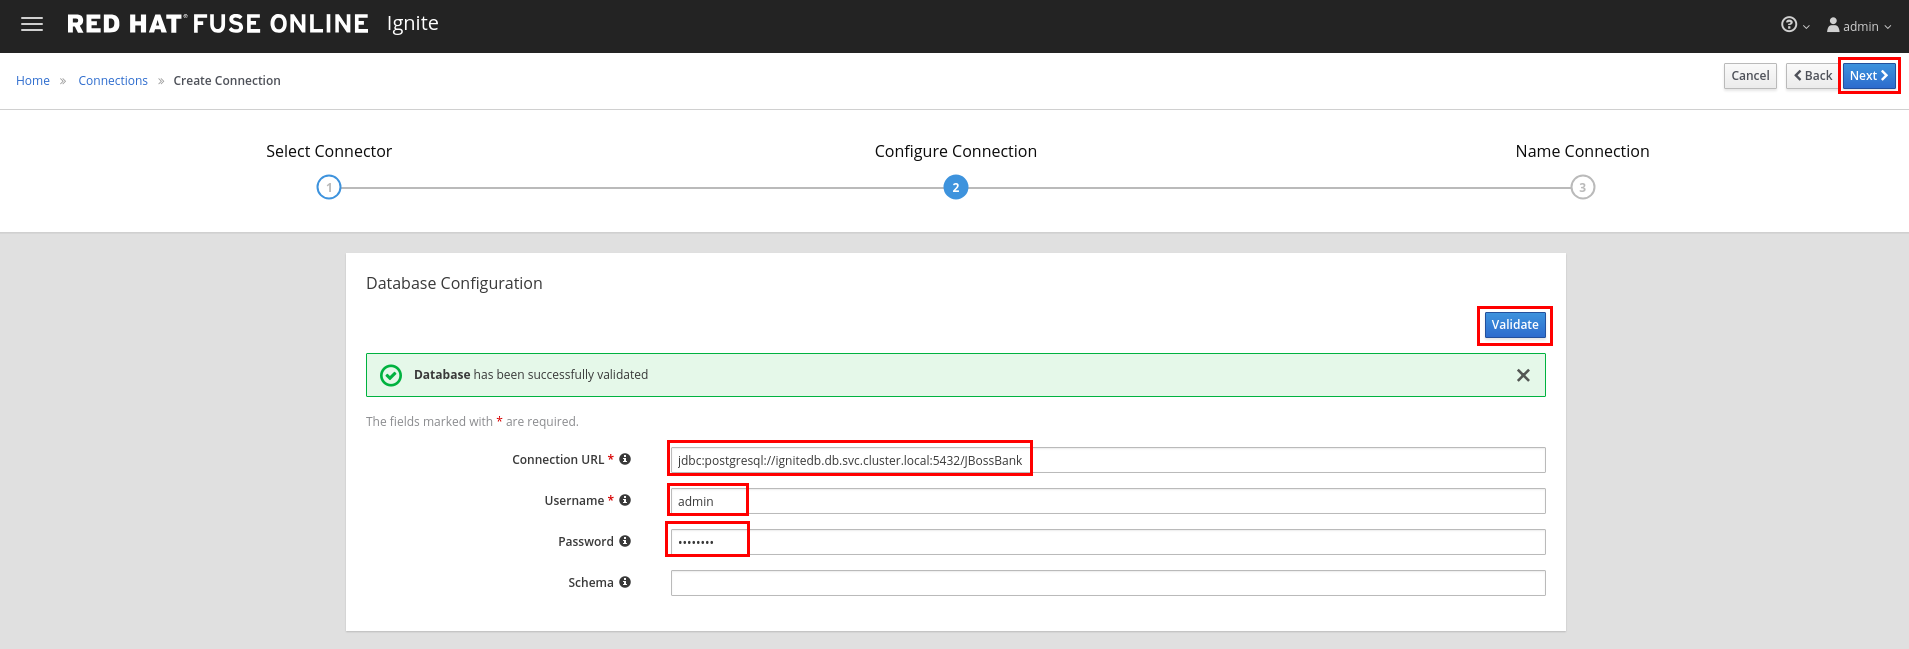 RED HAT® FUSE ONLINE Ignite
admin
Home » Connections » Create Connection
Cancel Back Next
Select Connector Configure Connection Name Connection
1 2 3
Database Configuration
Validate
Database has been successfully validated
The fields marked with * are required.
Connection URL * jdbc:postgresql://ignitedb.db.svc.cluster.local:5432/JBossBank
Username * admin
Password ••••••••
Schema